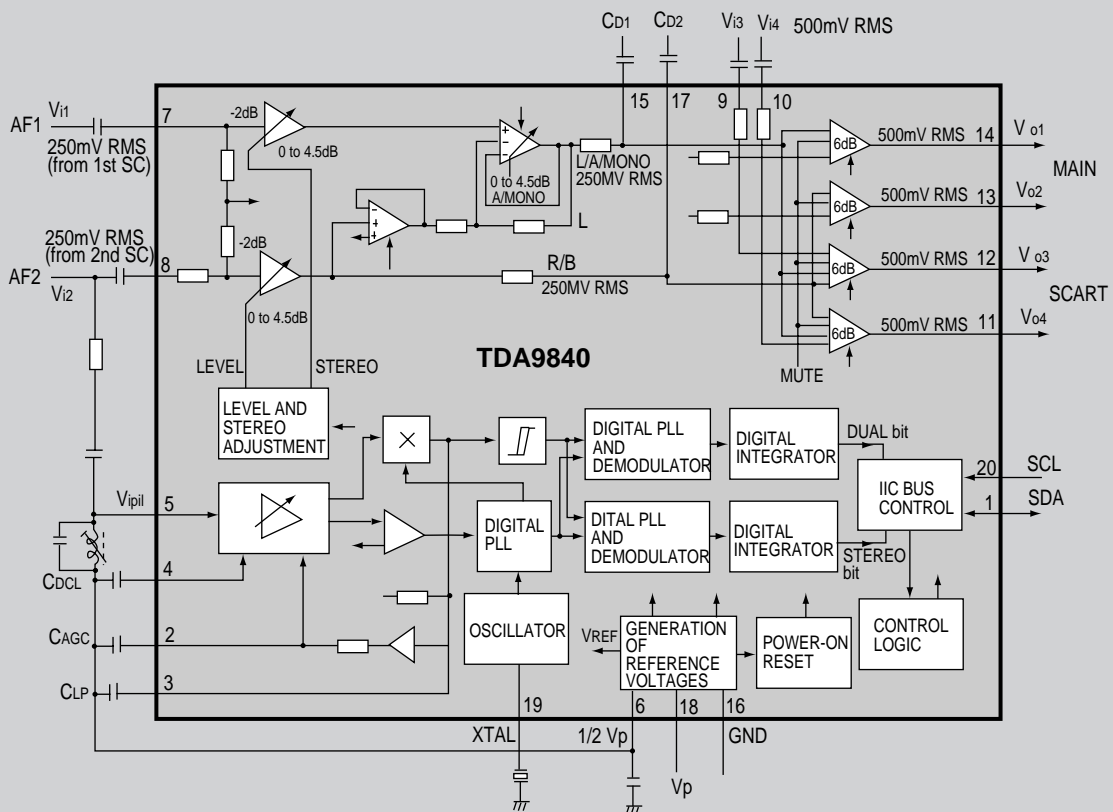 CD1
CD2
Vi3
Vi4
500mV RMS
15
17
9
10
AF1
Vi1
7
250mV RMS
(from 1st SC)
-2dB
0 to 4.5dB
0 to 4.5dB
A/MONO
L/A/MONO
250MV RMS
L
6dB
500mV RMS
14
Vo1
MAIN
6dB
500mV RMS
13
Vo2
250mV RMS
(from 2nd SC)
AF2
Vi2
8
-2dB
0 to 4.5dB
R/B
250MV RMS
6dB
500mV RMS
12
Vo3
SCART
6dB
500mV RMS
11
Vo4
MUTE
TDA9840
LEVEL
STEREO
LEVEL AND
STEREO
ADJUSTMENT
×
DIGITAL PLL
AND
DEMODULATOR
DIGITAL
INTEGRATOR
DUAL bit
IIC BUS
CONTROL
20
SCL
1
SDA
Vipil
5
DIGITAL
PLL
DITAL PLL
AND
DEMODULATOR
DIGITAL
INTEGRATOR
STEREO
bit
CDCL
4
OSCILLATOR
VREF
GENERATION
OF
REFERENCE
VOLTAGES
POWER-ON
RESET
CONTROL
LOGIC
CAGC
2
CLP
3
19
6
18
16
XTAL
1/2 Vp
Vp
GND